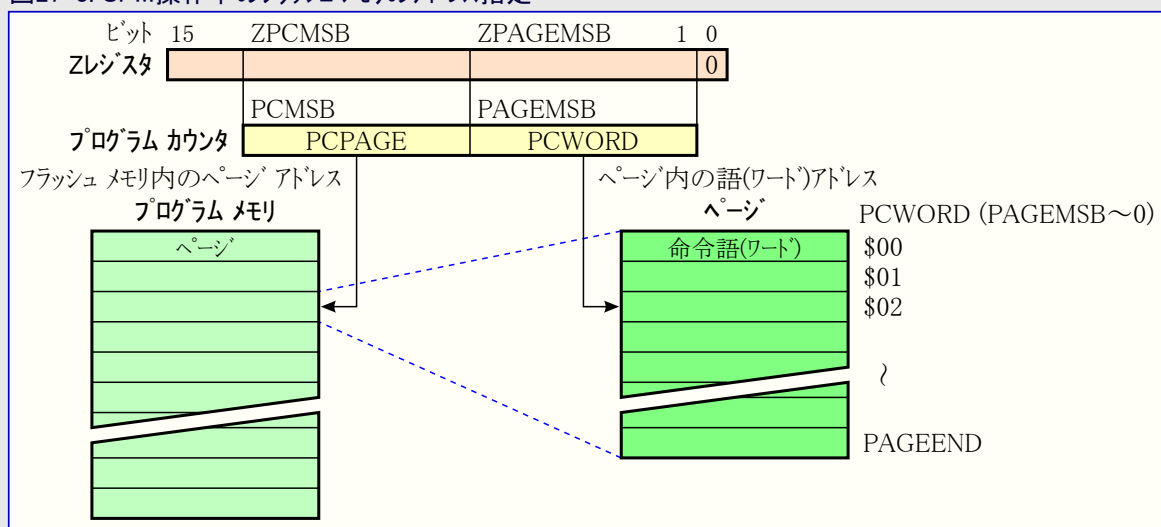 ビット 15 ZPCMSB ZPAGEMSB 1 0
Zレジスタ 0
PCMSB PAGEMSB
プログラム カウンタ PCPAGE PCWORD
フラッシュ メモリ内のページ アドレス ページ内の語(ワード)アドレス
プログラム メモリ ページ PCWORD (PAGEMSB～0)
ページ 命令語(ワード) $00
$01
$02
～
PAGEEND